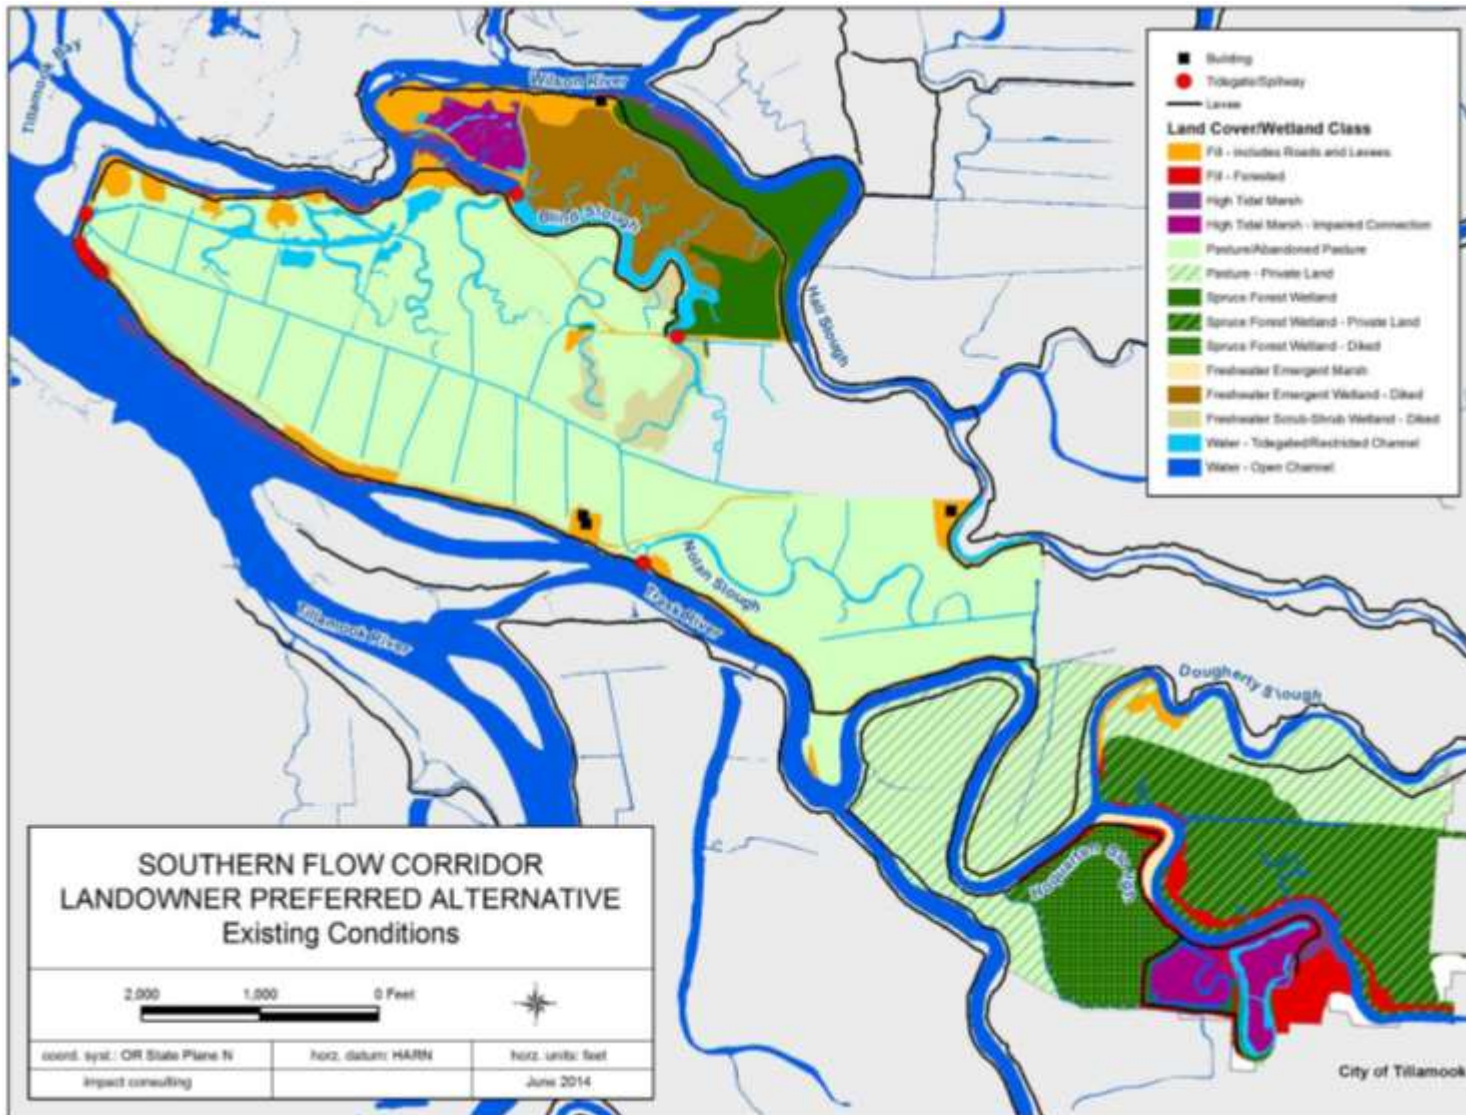 Tillamook Bay
Wilson River
Blind Slough
Hall Slough
Nolan Slough
Trask River
Tillamook River
Dougherty Slough
Hoquarten Slough
City of Tillamook
Building
Tidegate/Spillway
Levee
Land Cover/Wetland Class
Fill - includes Roads and Levees
Fill - Forested
High Tidal Marsh
High Tidal Marsh - Impaired Connection
Pasture/Abandoned Pasture
Pasture - Private Land
Spruce Forest Wetland
Spruce Forest Wetland - Private Land
Spruce Forest Wetland - Diked
Freshwater Emergent Marsh
Freshwater Emergent Wetland - Diked
Freshwater Scrub-Shrub Wetland - Diked
Water - Tidegated/Restricted Channel
Water - Open Channel
SOUTHERN FLOW CORRIDOR
LANDOWNER PREFERRED ALTERNATIVE
Existing Conditions
2,000 1,000 0 Feet
coord. syst.: OR State Plane N
horz. datum: HARN
horz. units: feet
impact consulting
June 2014